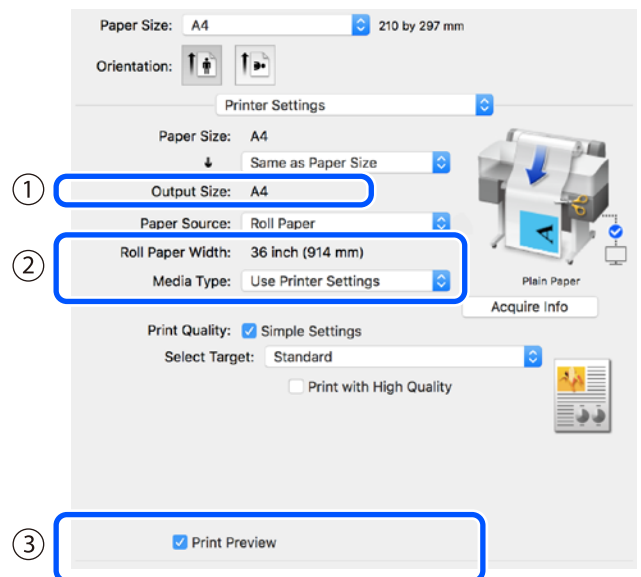 Paper Size: A4 210 by 297 mm
Orientation:
Printer Settings
Paper Size: A4
Same as Paper Size
① Output Size: A4
Paper Source: Roll Paper
② Roll Paper Width: 36 inch (914 mm)
Media Type: Use Printer Settings
Plain Paper
Acquire Info
Print Quality: Simple Settings
Select Target: Standard
Print with High Quality
③ Print Preview